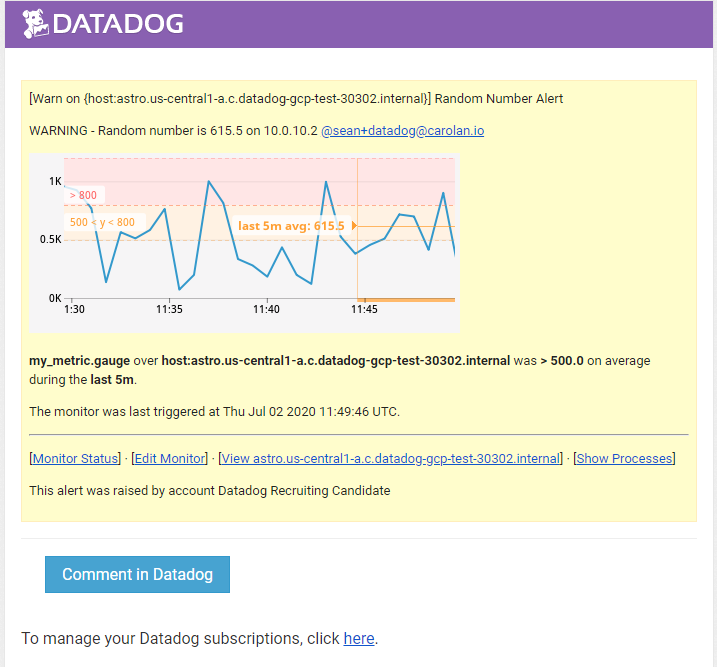 DATADOG
[Warn on {host:astro.us-central1-a.c.datadog-gcp-test-30302.internal}] Random Number Alert
WARNING - Random number is 615.5 on 10.0.10.2 @sean+datadog@carolan.io
1K
> 800
500 < y < 800
last 5m avg: 615.5
0.5K
0K
1:30 11:35 11:40 11:45
my_metric.gauge over host:astro.us-central1-a.c.datadog-gcp-test-30302.internal was > 500.0 on average
during the last 5m.
The monitor was last triggered at Thu Jul 02 2020 11:49:46 UTC.
[Monitor Status] · [Edit Monitor] · [View astro.us-central1-a.c.datadog-gcp-test-30302.internal] · [Show Processes]
This alert was raised by account Datadog Recruiting Candidate
Comment in Datadog
To manage your Datadog subscriptions, click here.